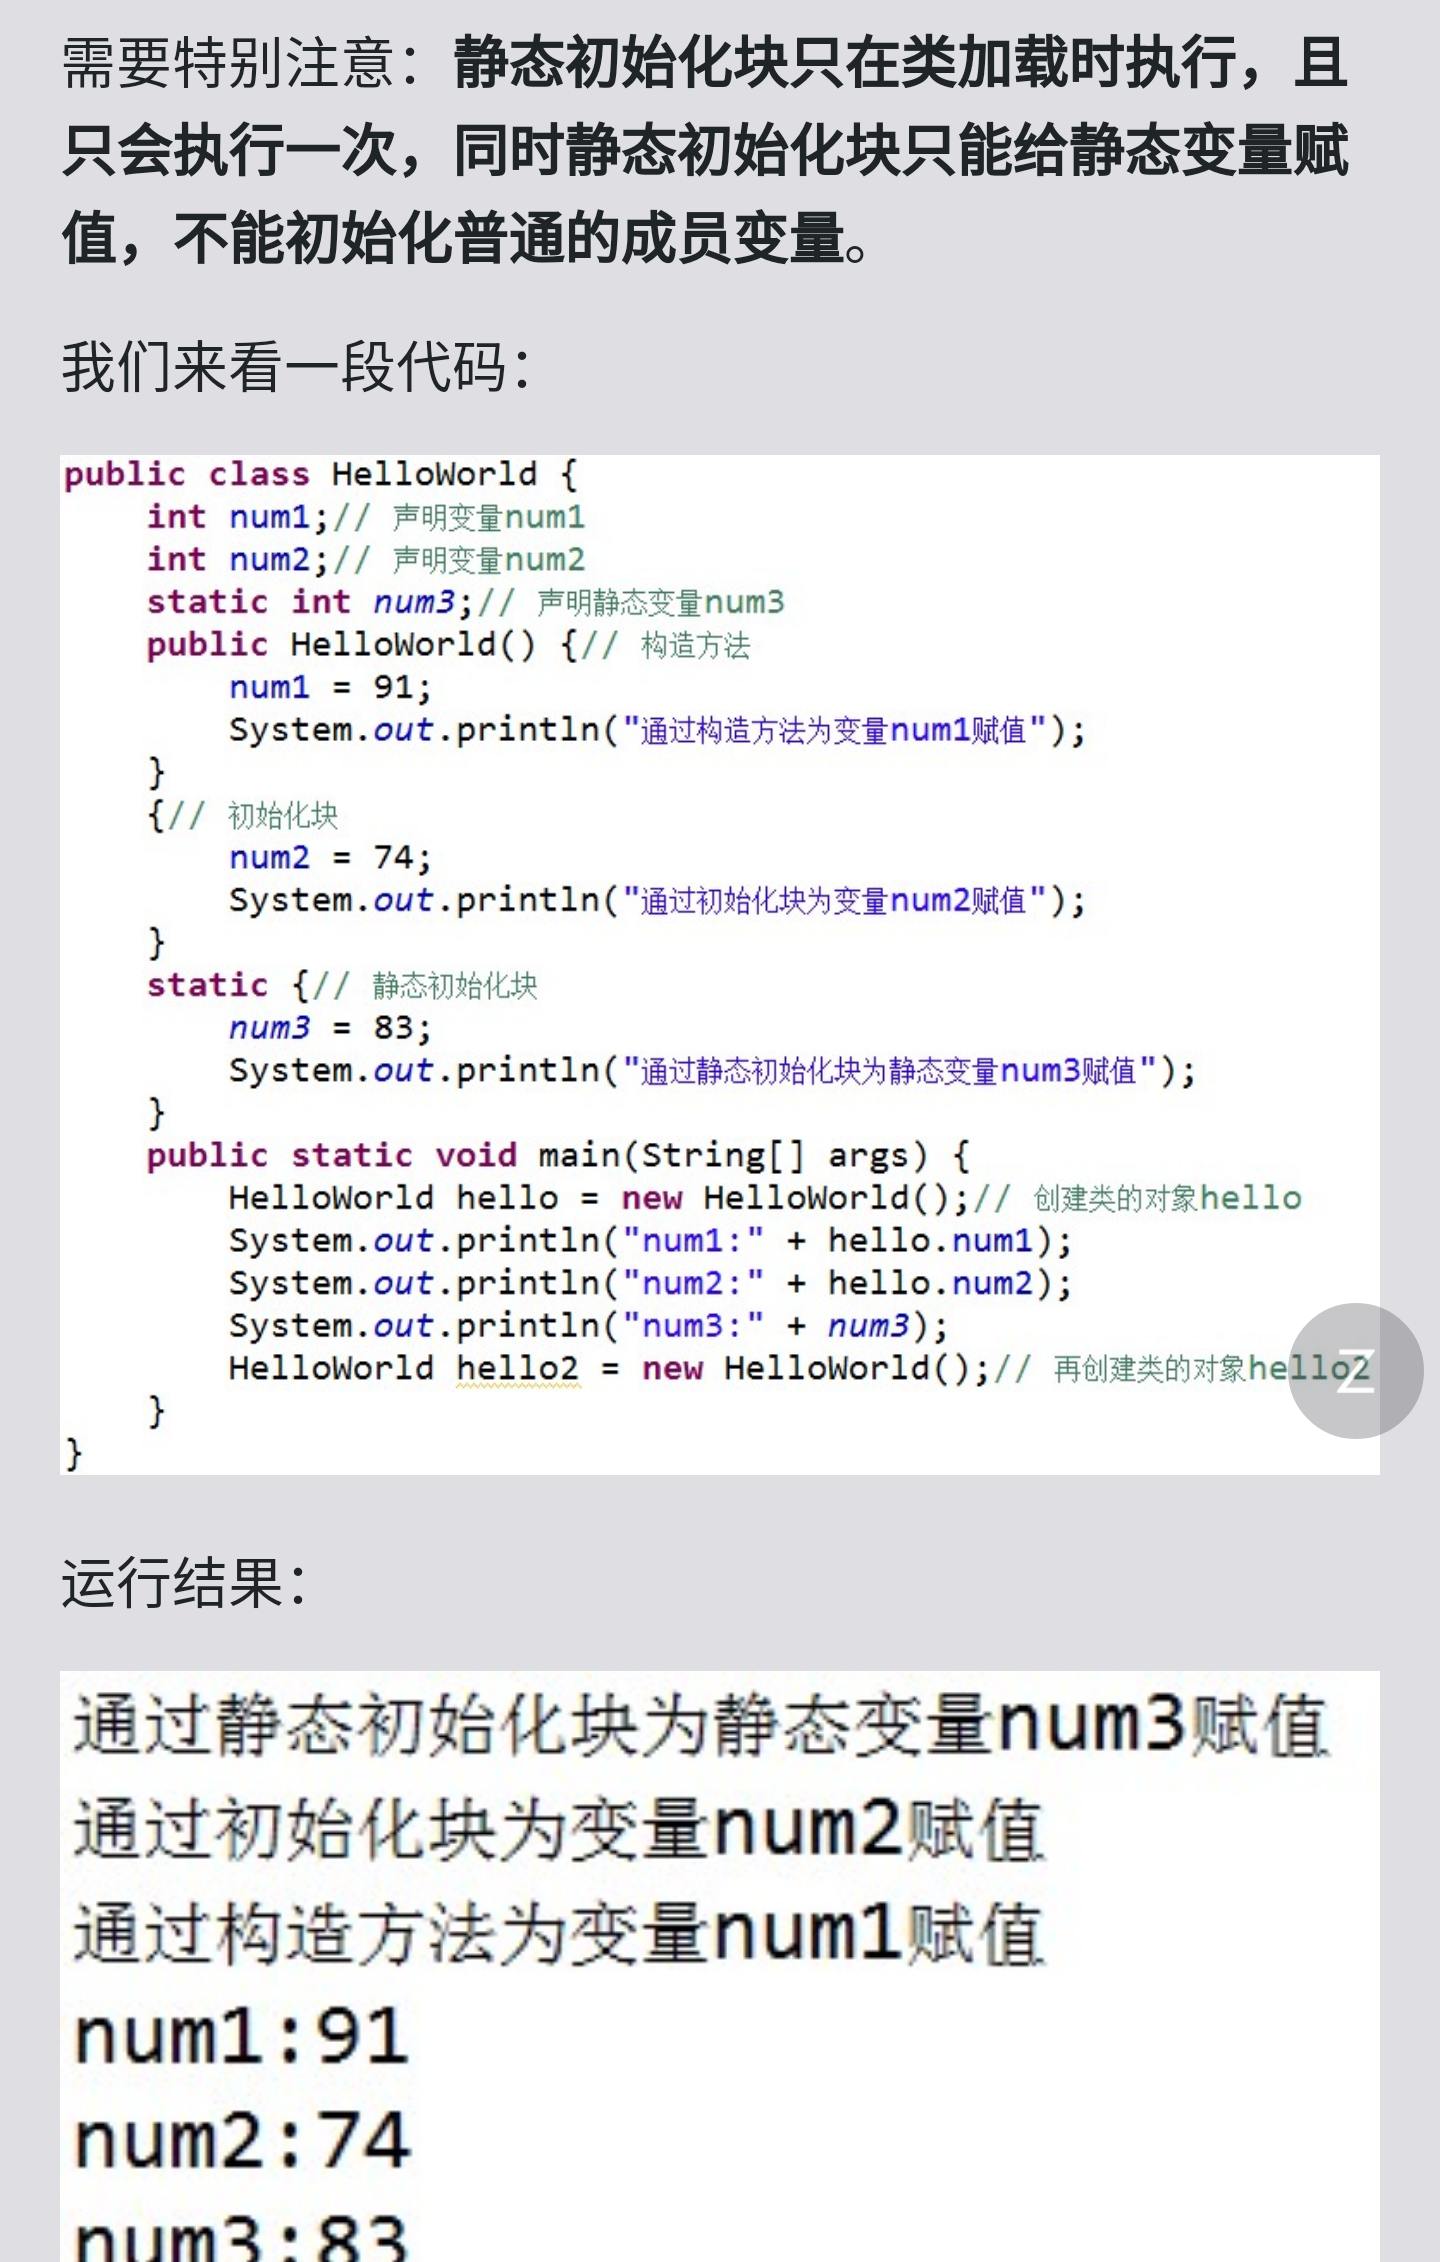 需要特别注意：静态初始化块只在类加载时执行，且
只会执行一次，同时静态初始化块只能给静态变量赋
值，不能初始化普通的成员变量。
我们来看一段代码：
public class HelloWorld {
    int num1;// 声明变量num1
    int num2;// 声明变量num2
    static int num3;// 声明静态变量num3
    public HelloWorld() {// 构造方法
        num1 = 91;
        System.out.println("通过构造方法为变量num1赋值");
    }
    {// 初始化块
        num2 = 74;
        System.out.println("通过初始化块为变量num2赋值");
    }
    static {// 静态初始化块
        num3 = 83;
        System.out.println("通过静态初始化块为静态变量num3赋值");
    }
    public static void main(String[] args) {
        HelloWorld hello = new HelloWorld();// 创建类的对象hello
        System.out.println("num1:" + hello.num1);
        System.out.println("num2:" + hello.num2);
        System.out.println("num3:" + num3);
        HelloWorld hello2 = new HelloWorld();// 再创建类的对象hello2
    }
}
Z
运行结果：
通过静态初始化块为静态变量num3赋值
通过初始化块为变量num2赋值
通过构造方法为变量num1赋值
num1:91
num2:74
num3:83